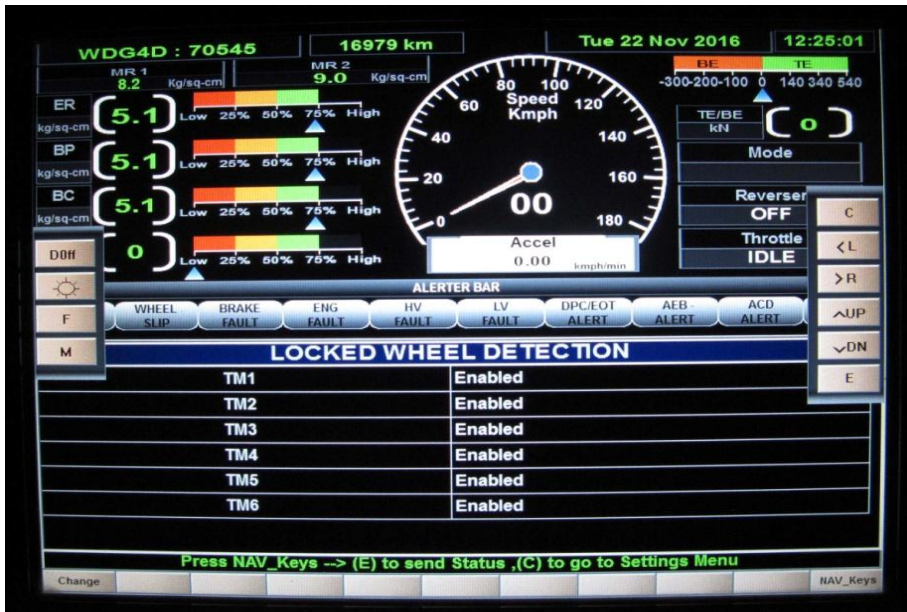 WDG4D : 70545
16979 km
Tue 22 Nov 2016
12:25:01
MR 1
8.2 Kg/sq-cm
MR 2
9.0 Kg/sq-cm
ER
kg/sq-cm
5.1
Low 25% 50% 75% High
BP
kg/sq-cm
5.1
Low 25% 50% 75% High
BC
kg/sq-cm
5.1
Low 25% 50% 75% High
0
Low 25% 50% 75% High
0 20 40 60 80 100 120 140 160 180
Speed
Kmph
00
Accel
0.00 kmph/min
BE TE
-300-200-100 0 140 340 540
TE/BE
kN
0
Mode
Reverser
OFF
Throttle
IDLE
DOff
F
M
C
<L
>R
^UP
vDN
E
ALERTER BAR
WHEEL
SLIP
BRAKE
FAULT
ENG
FAULT
HV
FAULT
LV
FAULT
DPC/EOT
ALERT
AEB -
ALERT
ACD
ALERT
LOCKED WHEEL DETECTION
TM1 Enabled
TM2 Enabled
TM3 Enabled
TM4 Enabled
TM5 Enabled
TM6 Enabled
Press NAV_Keys --> (E) to send Status ,(C) to go to Settings Menu
Change
NAV_Keys